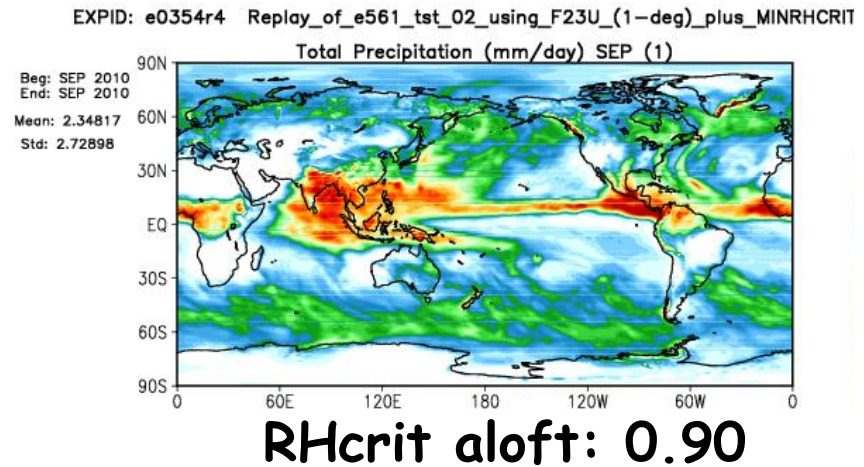 EXPID: e0354r4 Replay_of_e561_tst_02_using_F23U_(1-deg)_plus_MINRHCRIT
Total Precipitation (mm/day) SEP (1)
Beg: SEP 2010
End: SEP 2010
Mean: 2.34817
Std: 2.72898
90N
60N
30N
EQ
30S
60S
90S
0 60E 120E 180 120W 60W 0
RHcrit aloft: 0.90